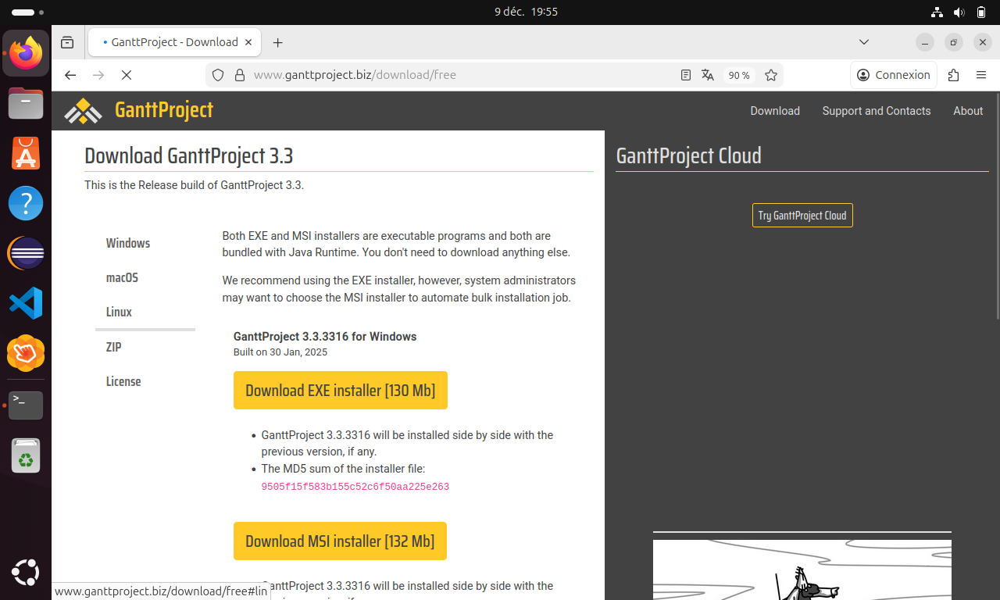 9 déc. 19:55
GanttProject - Download
www.ganttproject.biz/download/free
90 %
Connexion
GanttProject
Download
Support and Contacts
About
Download GanttProject 3.3
This is the Release build of GanttProject 3.3.
Windows
macOS
Linux
ZIP
License
Both EXE and MSI installers are executable programs and both are
bundled with Java Runtime. You don't need to download anything else.
We recommend using the EXE installer, however, system administrators
may want to choose the MSI installer to automate bulk installation job.
GanttProject 3.3.3316 for Windows
Built on 30 Jan, 2025
Download EXE installer [130 Mb]
• GanttProject 3.3.3316 will be installed side by side with the
previous version, if any.
• The MD5 sum of the installer file:
9505f15f583b155c52c6f50aa225e263
Download MSI installer [132 Mb]
GanttProject 3.3.3316 will be installed side by side with the
GanttProject Cloud
Try GanttProject Cloud
www.ganttproject.biz/download/free#lin